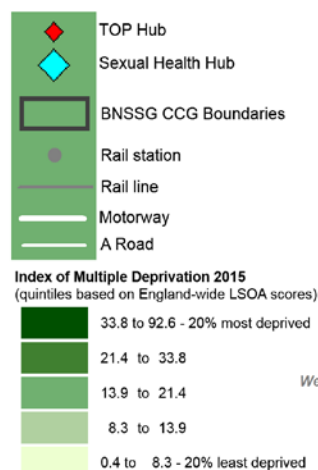 TOP Hub
Sexual Health Hub
BNSSG CCG Boundaries
Rail station
Rail line
Motorway
A Road
Index of Multiple Deprivation 2015
(quintiles based on England-wide LSOA scores)
33.8 to 92.6 - 20% most deprived
21.4 to 33.8
13.9 to 21.4
We
8.3 to 13.9
0.4 to 8.3 - 20% least deprived